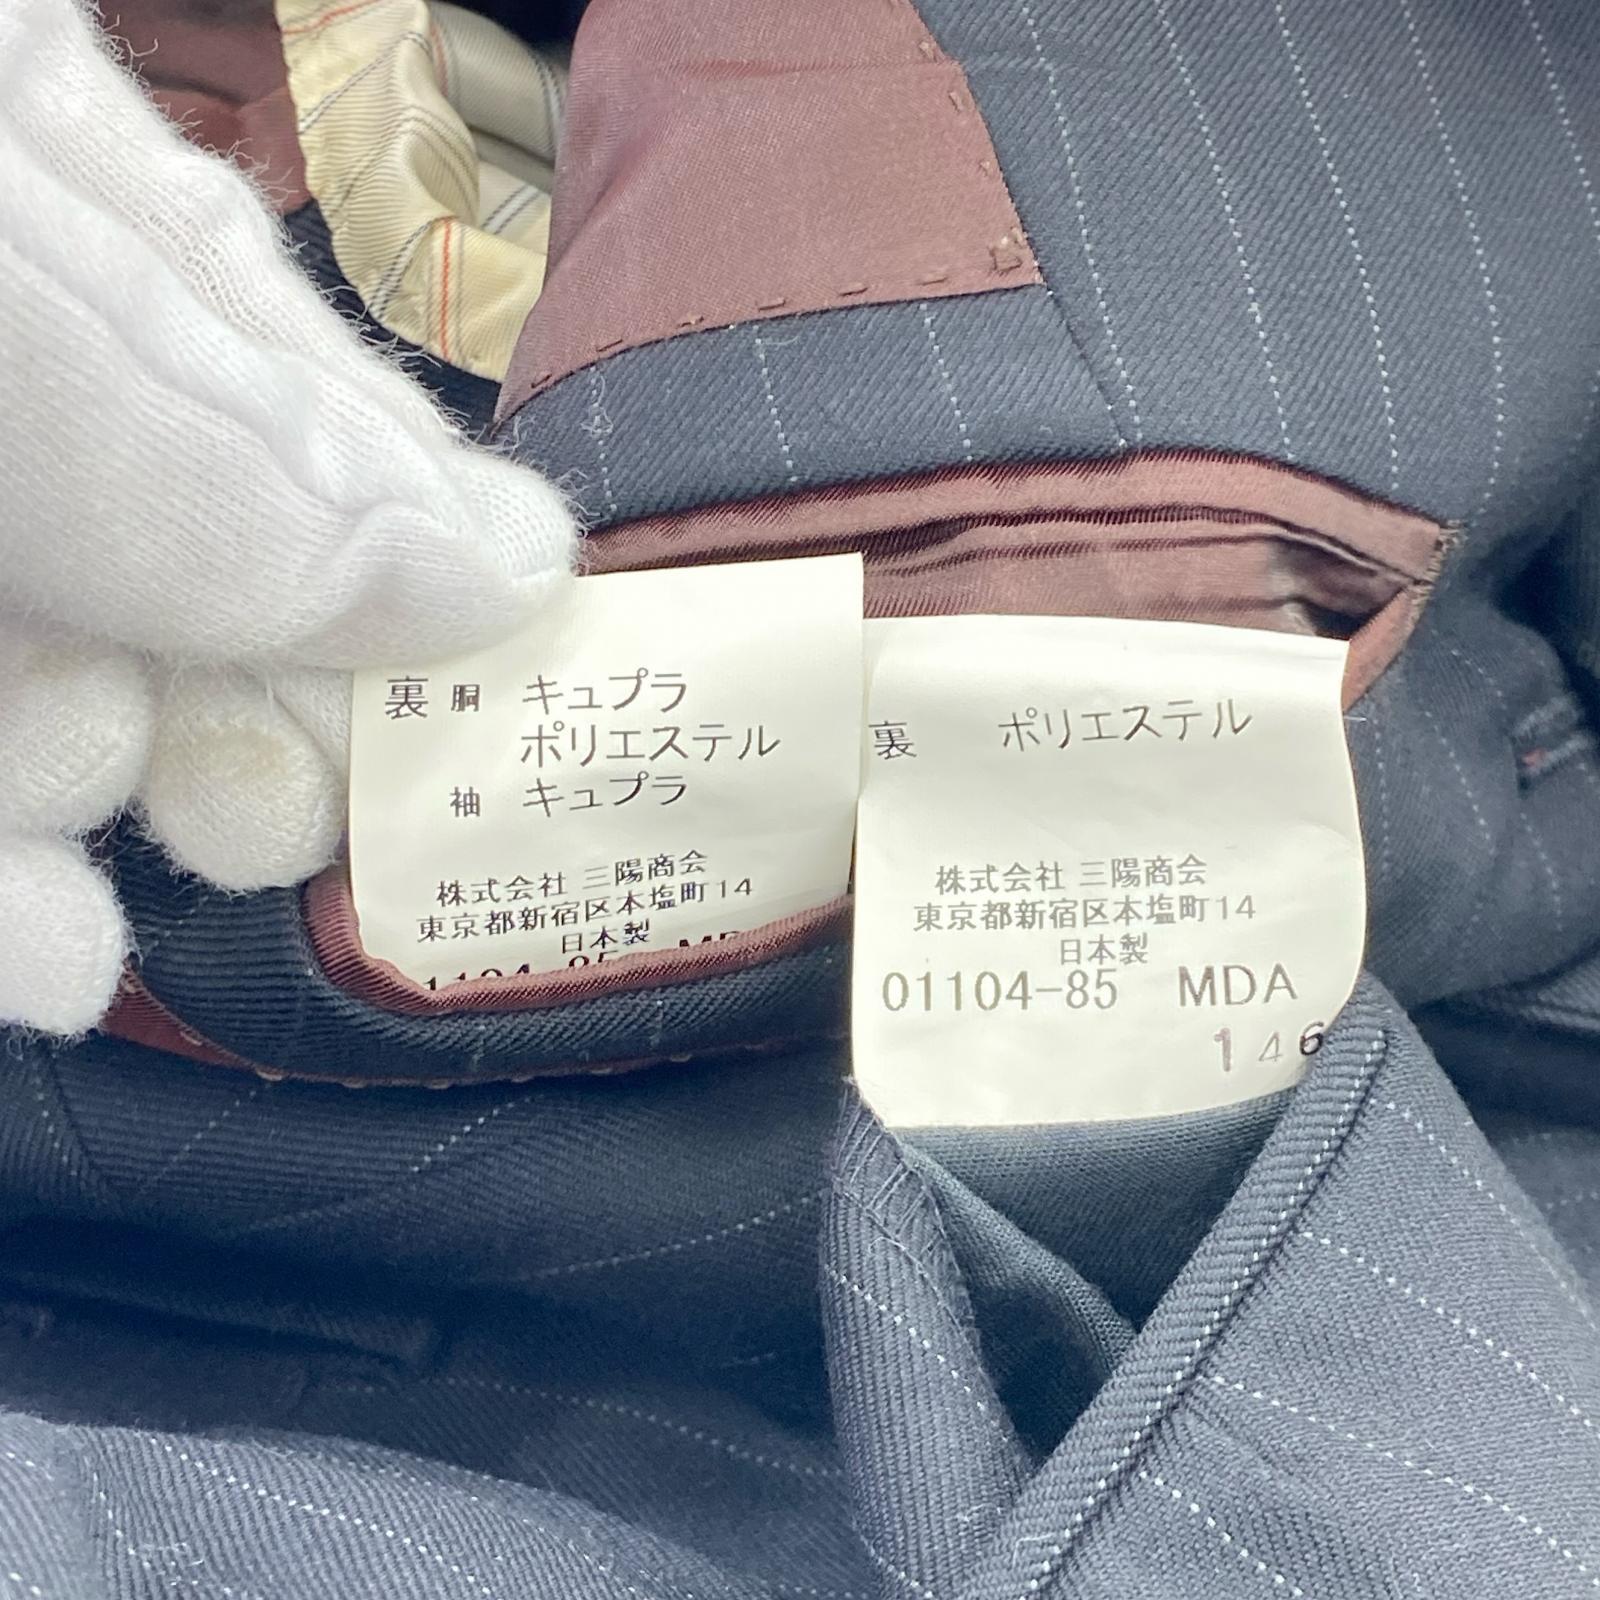 裏 胴 キュプラ
ポリエステル
袖 キュプラ
株式会社 三陽商会
東京都新宿区本塩町14
日本製
裏 ポリエステル
株式会社 三陽商会
東京都新宿区本塩町14
日本製
01104-85 MDA
146